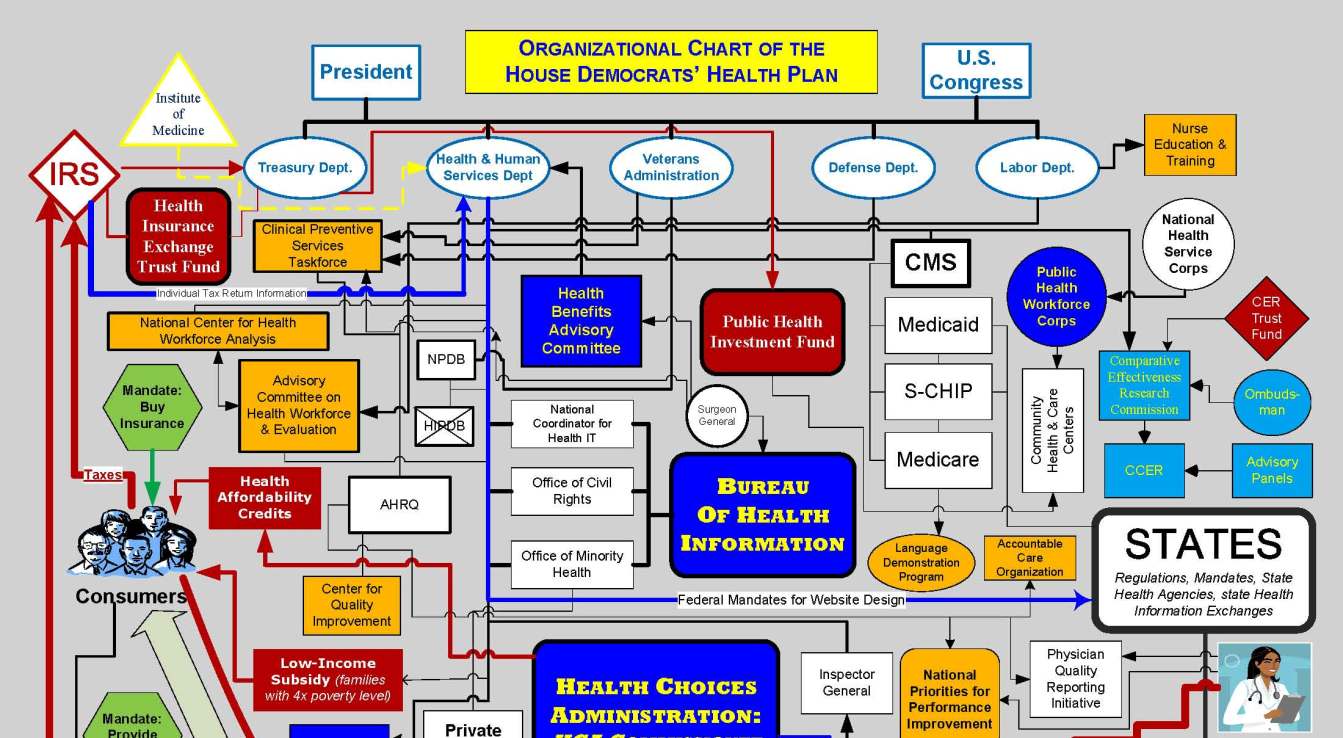 ORGANIZATIONAL CHART OF THE
HOUSE DEMOCRATS' HEALTH PLAN
President
U.S.
Congress
Institute
of
Medicine
IRS
Treasury Dept.
Health & Human
Services Dept
Veterans
Administration
Defense Dept.
Labor Dept.
Nurse
Education &
Training
Health
Insurance
Exchange
Trust Fund
Clinical Preventive
Services
Taskforce
National
Health
Service
Corps
CMS
Public
Health
Workforce
Corps
Individual Tax Return Information
Health
Benefits
Advisory
Committee
Public Health
Investment Fund
CER
Trust
Fund
National Center for Health
Workforce Analysis
Medicaid
NPDB
Comparative
Effectiveness
Research
Commission
Mandate:
Buy
Insurance
Advisory
Committee on
Health Workforce
& Evaluation
S-CHIP
Ombuds-
man
HIPDB
National
Coordinator for
Health IT
Surgeon
General
Community
Health & Care
Centers
Medicare
CCER
Advisory
Panels
Taxes
Health
Affordability
Credits
AHRQ
Office of Civil
Rights
BUREAU
OF HEALTH
INFORMATION
Language
Demonstration
Program
Accountable
Care
Organization
STATES
Regulations, Mandates, State
Health Agencies, state Health
Information Exchanges
Office of Minority
Health
Consumers
Center for
Quality
Improvement
Federal Mandates for Website Design
Low-Income
Subsidy (families
with 4x poverty level)
HEALTH CHOICES
ADMINISTRATION:
Inspector
General
National
Priorities for
Performance
Improvement
Physician
Quality
Reporting
Initiative
Mandate:
Provide
Private